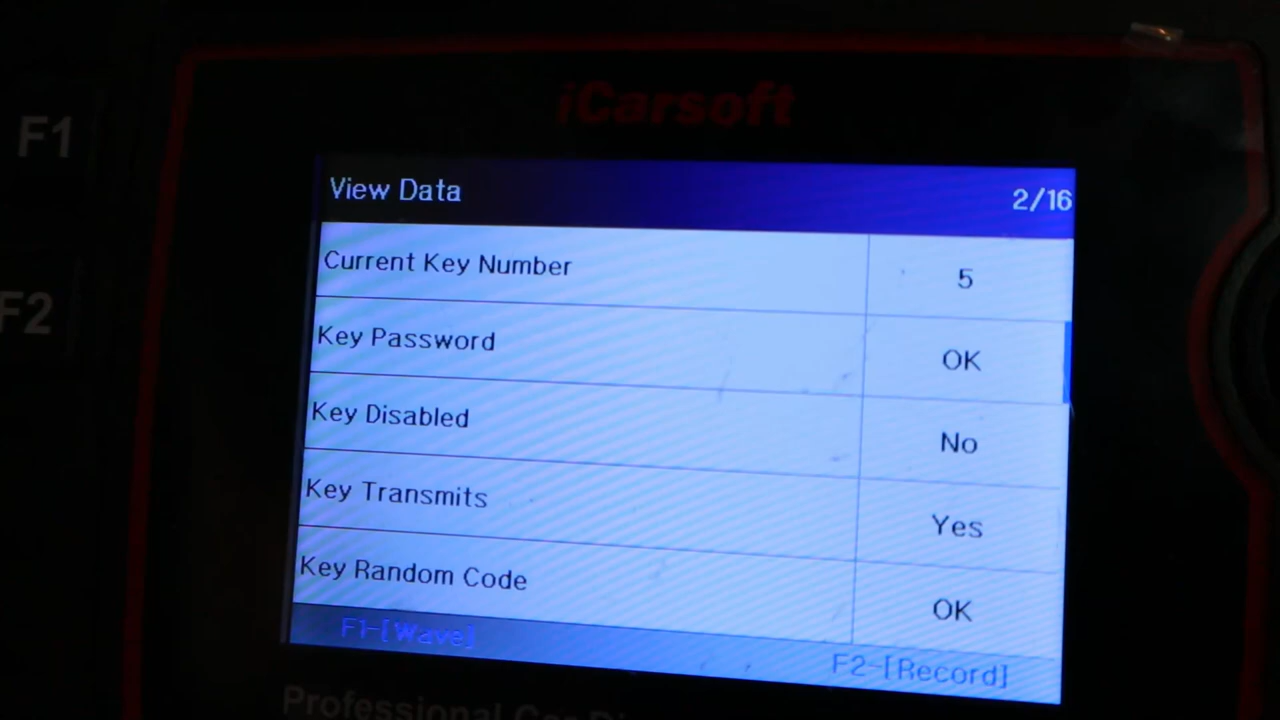 iCarsoft
F1
View Data 2/16
Current Key Number 5
Key Password OK
F2
Key Disabled No
Key Transmits Yes
Key Random Code OK
F1-[Wave] F2-[Record]
Professional Car